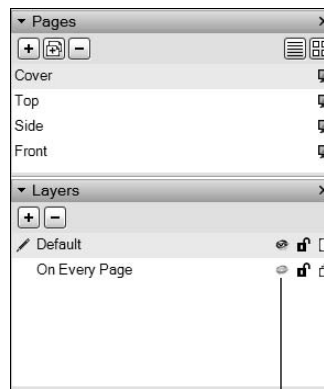 Pages
Cover
Top
Side
Front
Layers
Default
On Every Page